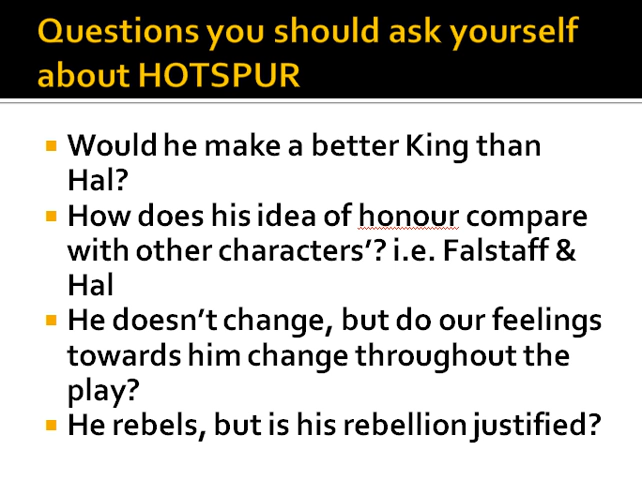 Questions you should ask yourself
about HOTSPUR
Would he make a better King than
Hal?
How does his idea of honour compare
with other characters’? i.e. Falstaff &
Hal
He doesn’t change, but do our feelings
towards him change throughout the
play?
He rebels, but is his rebellion justified?